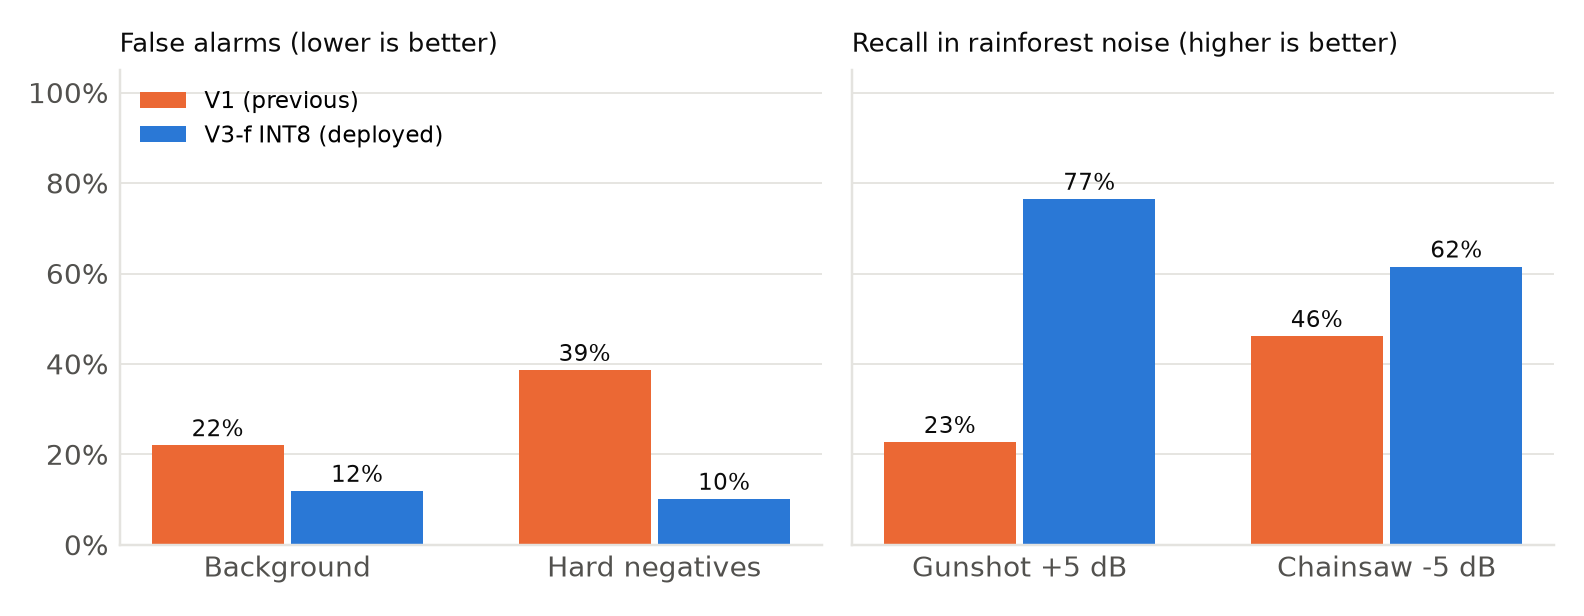 False alarms (lower is better)
Recall in rainforest noise (higher is better)
100%
80%
60%
40%
20%
0%
V1 (previous)
V3-f INT8 (deployed)
22%
12%
39%
10%
23%
77%
46%
62%
Background
Hard negatives
Gunshot +5 dB
Chainsaw -5 dB